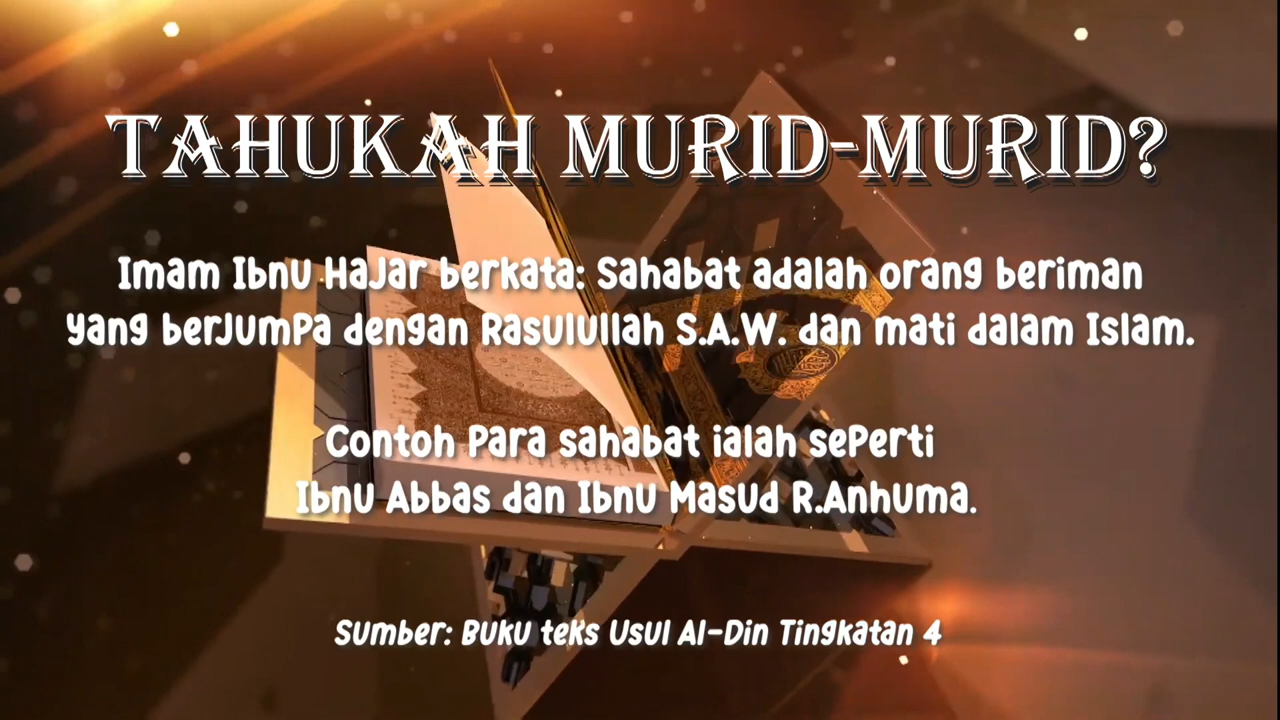 TAHUKAH MURID-MURID?
Imam Ibnu Hajar berkata: Sahabat adalah orang beriman
yang berjumpa dengan Rasulullah S.A.W. dan mati dalam Islam.
Contoh para sahabat ialah seperti
Ibnu Abbas dan Ibnu Masud R.Anhuma.
Sumber: Buku teks Usul Al-Din Tingkatan 4